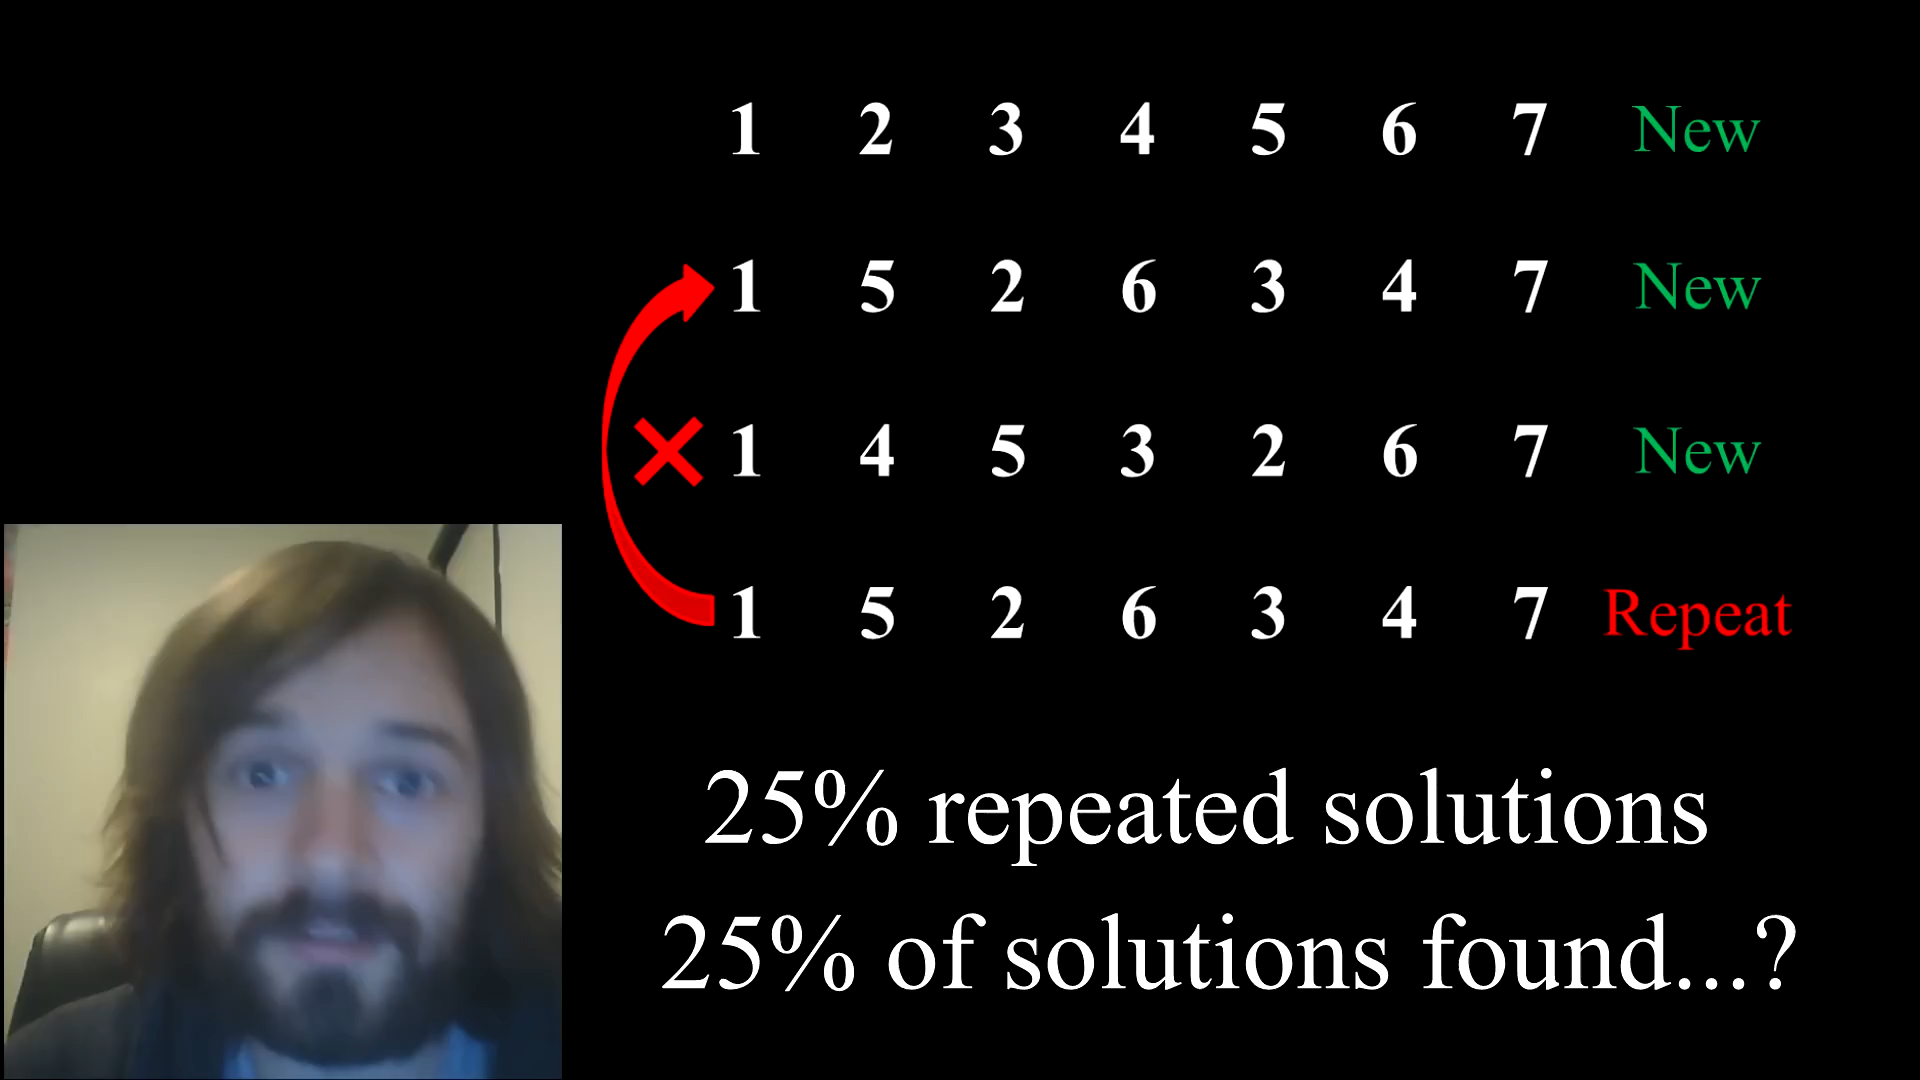 1 2 3 4 5 6 7 New
1 5 2 6 3 4 7 New
1 4 5 3 2 6 7 New
1 5 2 6 3 4 7 Repeat
25% repeated solutions
25% of solutions found...?